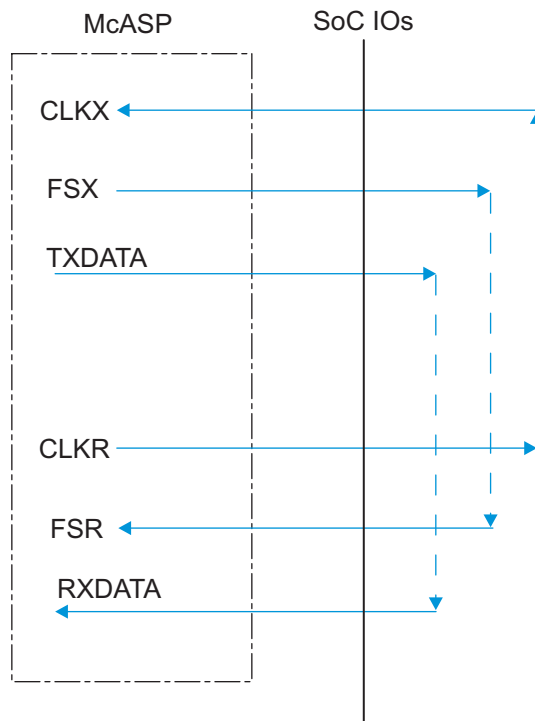 McASP
SoC IOs
CLKX
FSX
TXDATA
CLKR
FSR
RXDATA